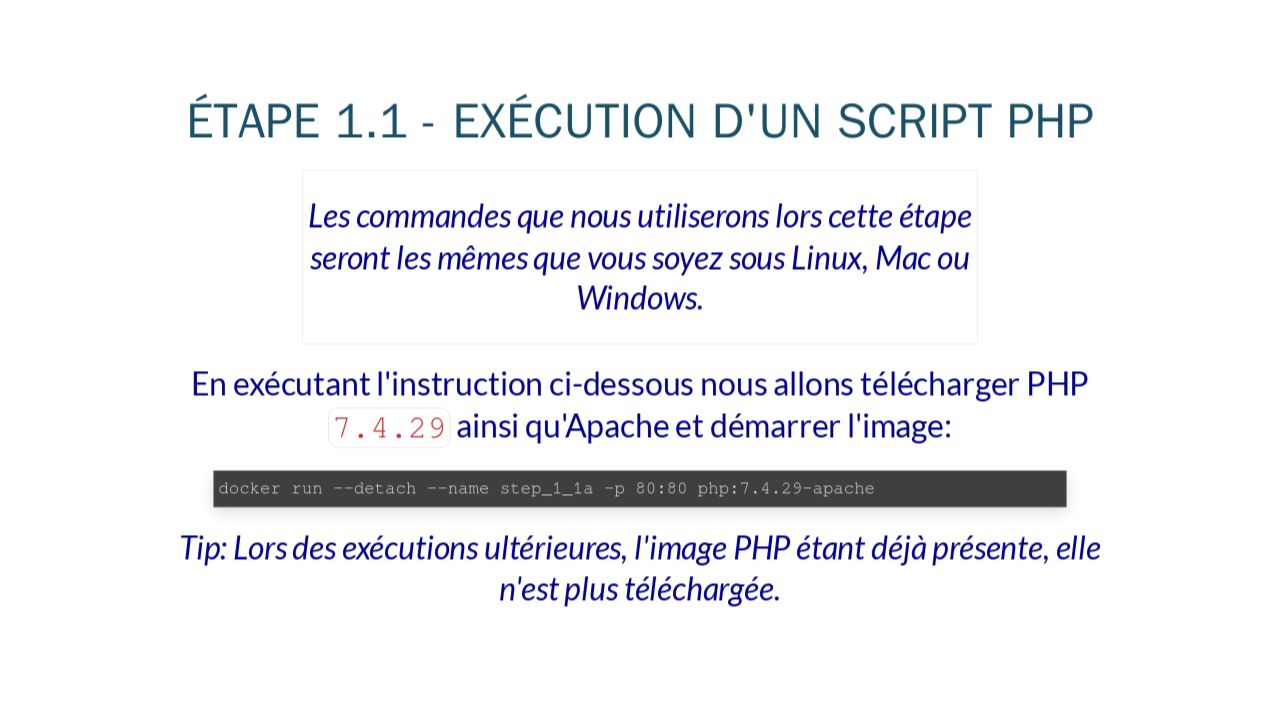 ÉTAPE 1.1 - EXÉCUTION D'UN SCRIPT PHP
Les commandes que nous utiliserons lors cette étape
seront les mêmes que vous soyez sous Linux, Mac ou
Windows.
En exécutant l'instruction ci-dessous nous allons télécharger PHP
7.4.29 ainsi qu'Apache et démarrer l'image:
docker run --detach --name step_1_1a -p 80:80 php:7.4.29-apache
Tip: Lors des exécutions ultérieures, l'image PHP étant déjà présente, elle
n'est plus téléchargée.